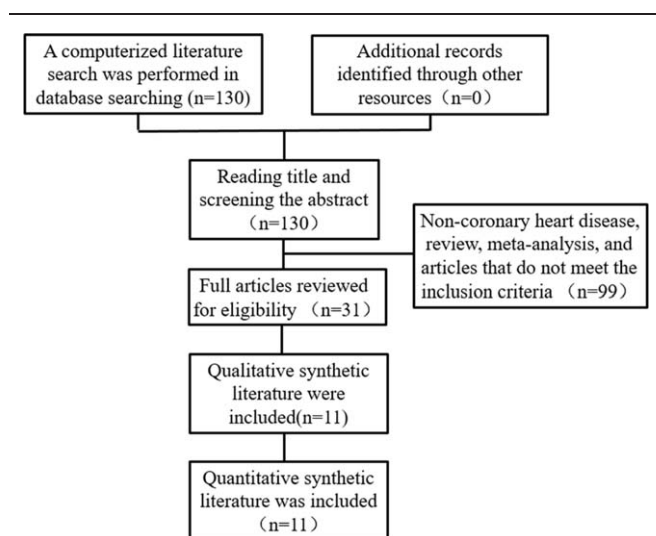 A computerized literature
search was performed in
database searching (n=130)
Additional records
identified through other
resources（n=0）
Reading title and
screening the abstract
（n=130）
Non-coronary heart disease,
review, meta-analysis, and
articles that do not meet the
inclusion criteria （n=99）
Full articles reviewed
for eligibility （n=31）
Qualitative synthetic
literature were
included(n=11)
Quantitative synthetic
literature was included
（n=11）